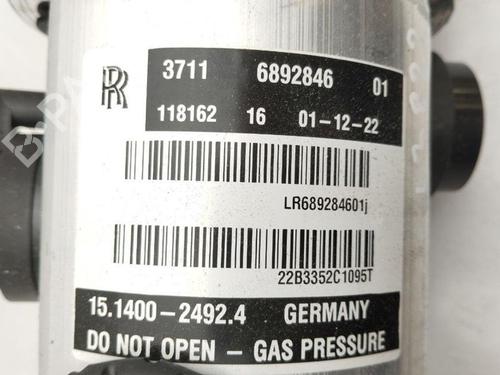 RR
3711 6892846 01
118162 16 01-12-22
LR689284601j
22B3352C1095T
15.1400-2492.4 GERMANY
DO NOT OPEN – GAS PRESSURE